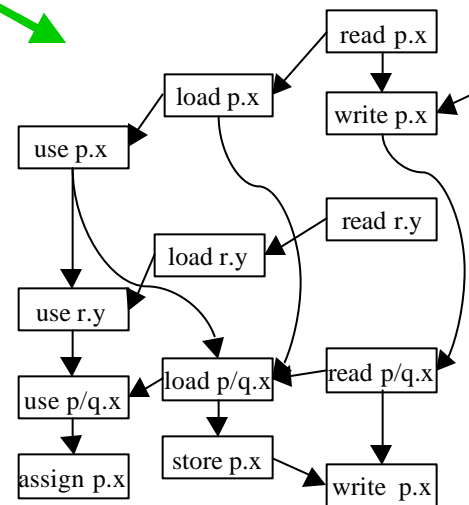 read p.x
load p.x
write p.x
use p.x
read r.y
load r.y
use r.y
read p/q.x
load p/q.x
use p/q.x
store p.x
assign p.x
write p.x